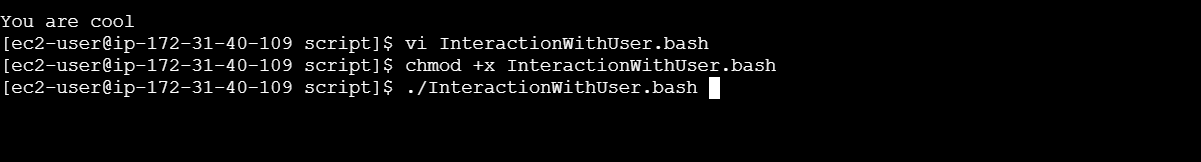 You are cool
[ec2-user@ip-172-31-40-109 script]$ vi InteractionWithUser.bash
[ec2-user@ip-172-31-40-109 script]$ chmod +x InteractionWithUser.bash
[ec2-user@ip-172-31-40-109 script]$ ./InteractionWithUser.bash